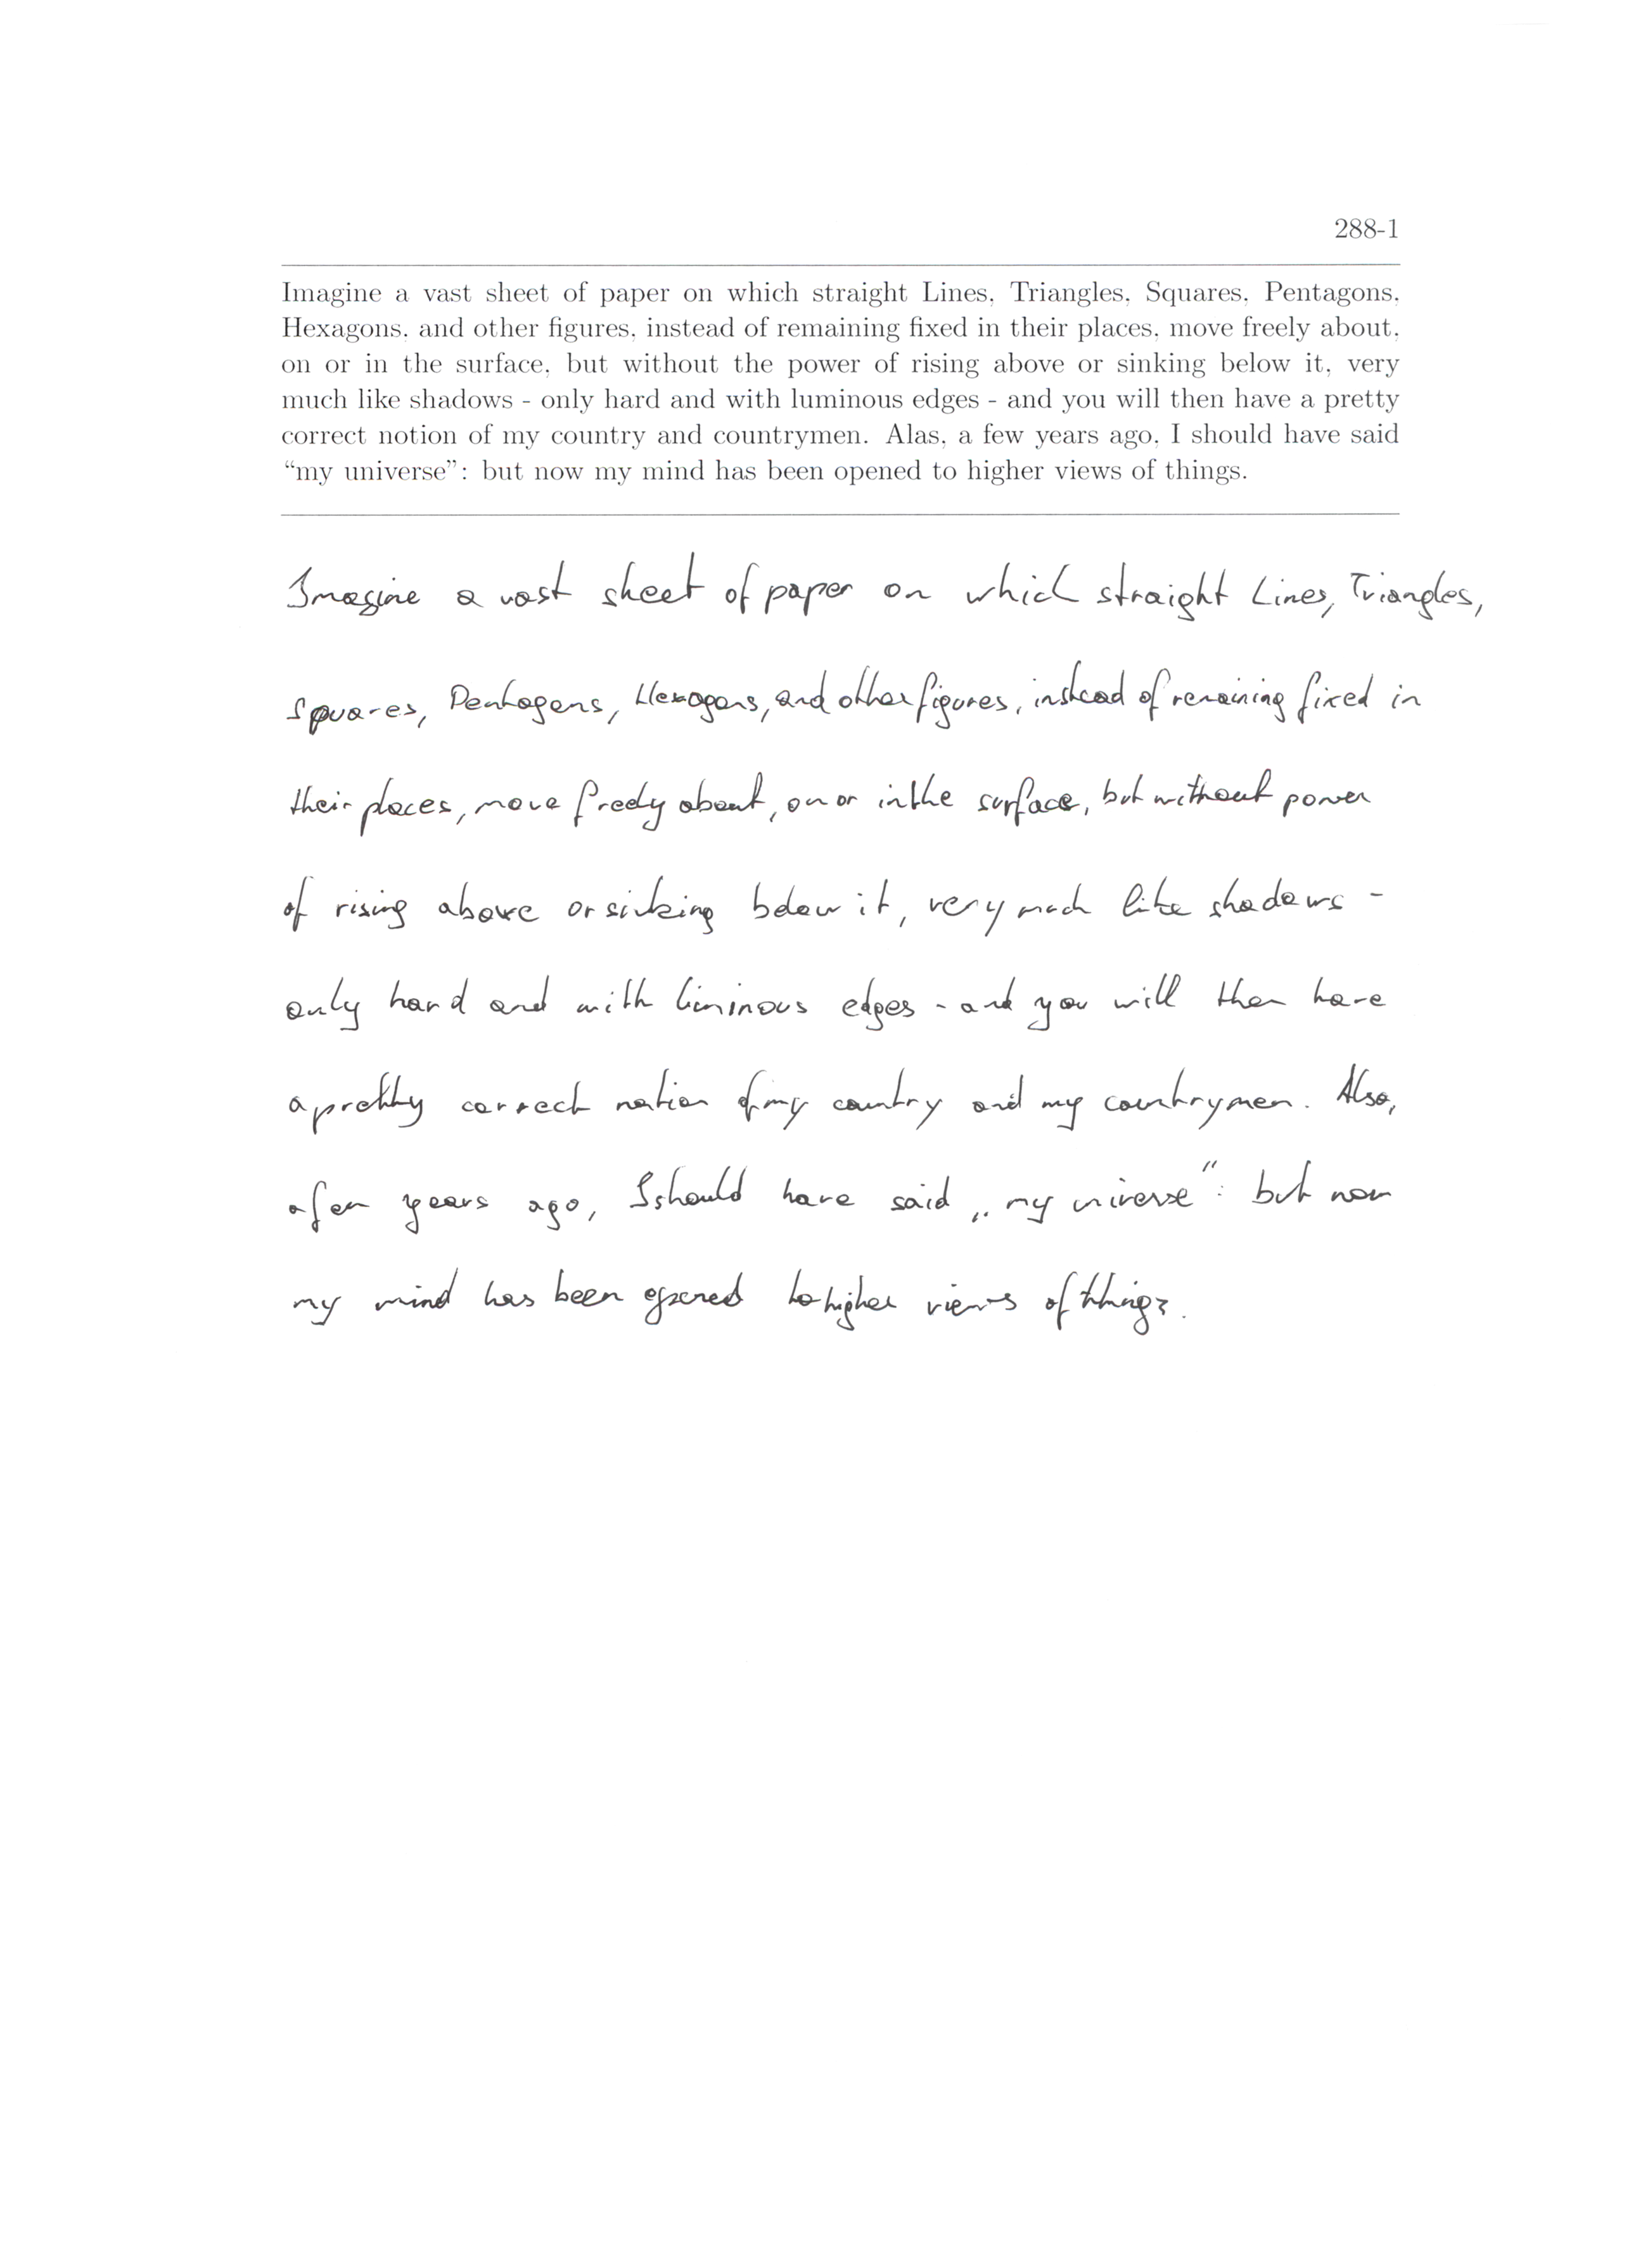 288-1
Imagine a vast sheet of paper on which straight Lines, Triangles, Squares, Pentagons,
Hexagons, and other figures, instead of remaining fixed in their places, move freely about,
on or in the surface, but without the power of rising above or sinking below it, very
much like shadows - only hard and with luminous edges - and you will then have a pretty
correct notion of my country and countrymen. Alas, a few years ago, I should have said
“my universe”: but now my mind has been opened to higher views of things.
Imagine a vast sheet of paper on which straight Lines, Triangles,
Squares, Pentagons, Hexagons, and other figures, instead of remaining fixed in
their places, move freely about, on or in the surface, but without power
of rising above or sinking below it, very much like shadows -
only hard and with liminous edges - and you will then have
a pretty correct notion of my country and my countrymen. Alas,
a few years ago, I should have said „my universe“: but now
my mind has been opened to higher views of things.